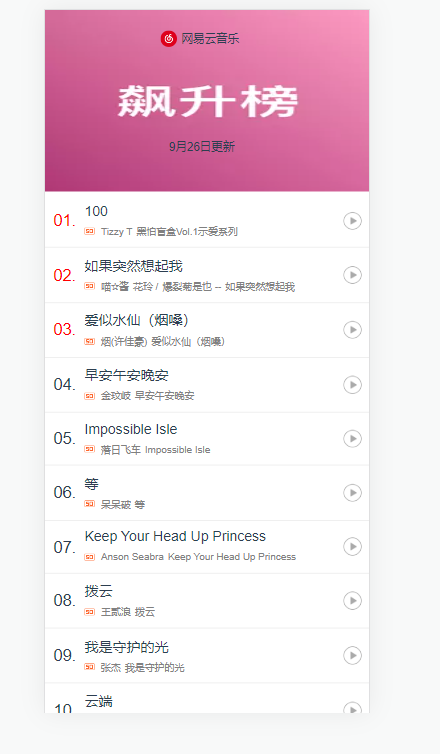 网易云音乐
飙升榜
9月26日更新
01. 100
SQ Tizzy T 黑怕盲盒Vol.1示爱系列
02. 如果突然想起我
SQ 喵☆酱 花玲 / 爆裂菊是也 -- 如果突然想起我
03. 爱似水仙（烟嗓）
SQ 烟(许佳豪) 爱似水仙（烟嗓）
04. 早安午安晚安
SQ 金玟岐 早安午安晚安
05. Impossible Isle
SQ 落日飞车 Impossible Isle
06. 等
SQ 呆呆破 等
07. Keep Your Head Up Princess
SQ Anson Seabra Keep Your Head Up Princess
08. 拨云
SQ 王贰浪 拨云
09. 我是守护的光
SQ 张杰 我是守护的光
10. 云端